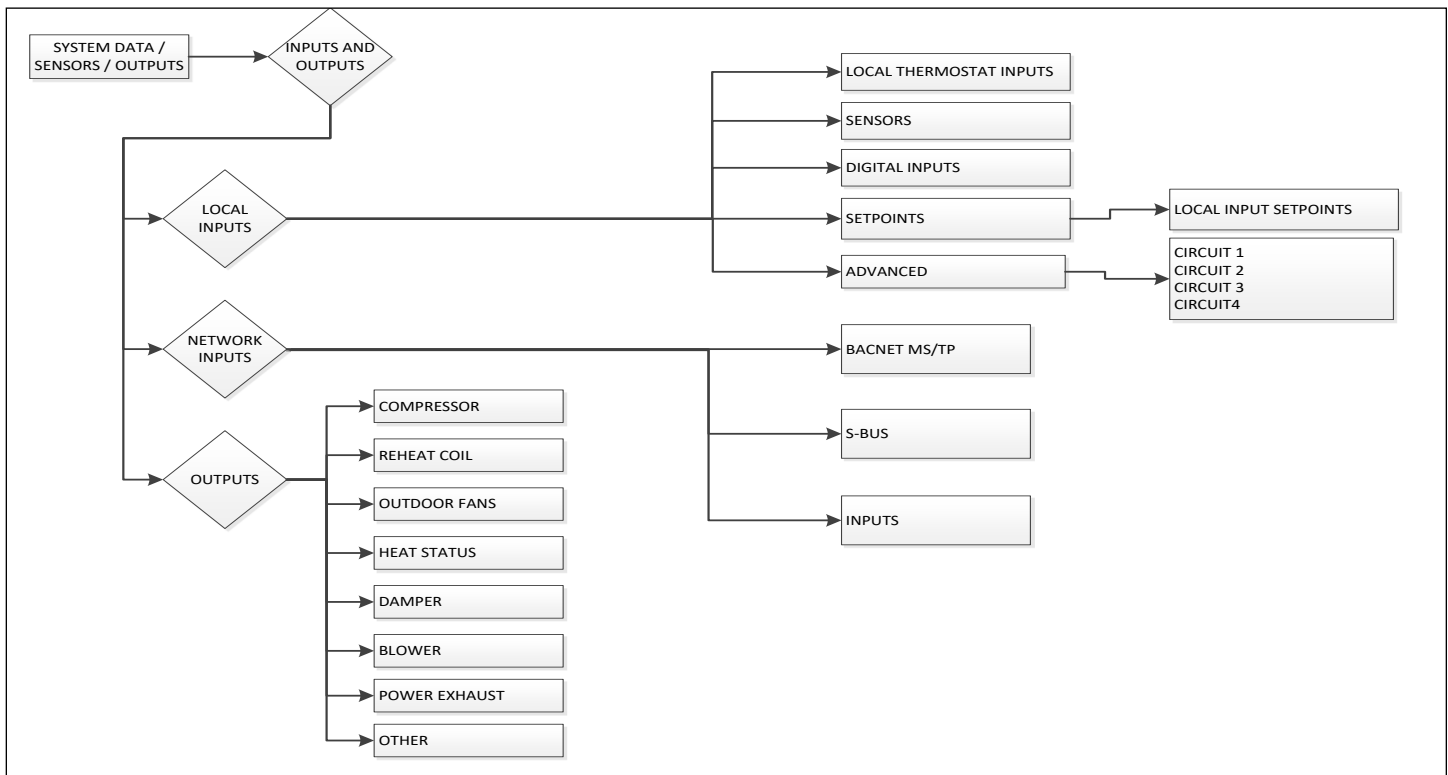 SYSTEM DATA /
SENSORS / OUTPUTS
INPUTS AND
OUTPUTS
LOCAL
INPUTS
LOCAL THERMOSTAT INPUTS
SENSORS
DIGITAL INPUTS
SETPOINTS
LOCAL INPUT SETPOINTS
ADVANCED
CIRCUIT 1
CIRCUIT 2
CIRCUIT 3
CIRCUIT4
NETWORK
INPUTS
BACNET MS/TP
S-BUS
INPUTS
OUTPUTS
COMPRESSOR
REHEAT COIL
OUTDOOR FANS
HEAT STATUS
DAMPER
BLOWER
POWER EXHAUST
OTHER